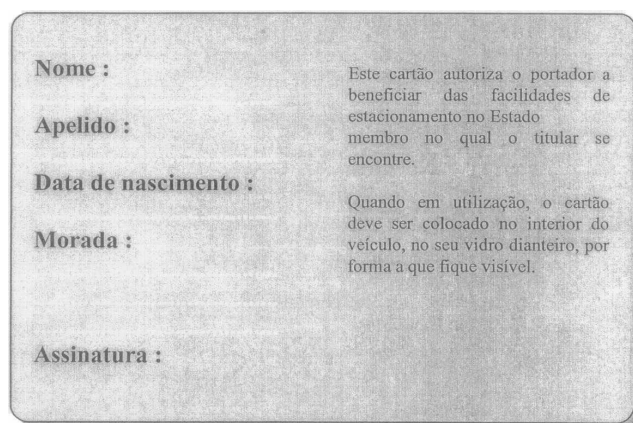 Nome :
Apelido :
Data de nascimento :
Morada :
Assinatura :
Este cartão autoriza o portador a
beneficiar das facilidades de
estacionamento no Estado
membro no qual o titular se
encontre.
Quando em utilização, o cartão
deve ser colocado no interior do
veículo, no seu vidro dianteiro, por
forma a que fique visível.